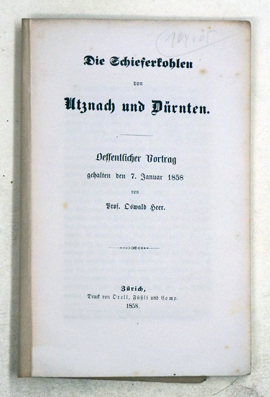 Die Schieferkohlen
von
Utznach und Dürnten.
Oeffentlicher Vortrag
gehalten den 7. Januar 1858
von
Prof. Oswald Heer.
Zürich,
Druck von Orell, Füßli und Comp.
1858.